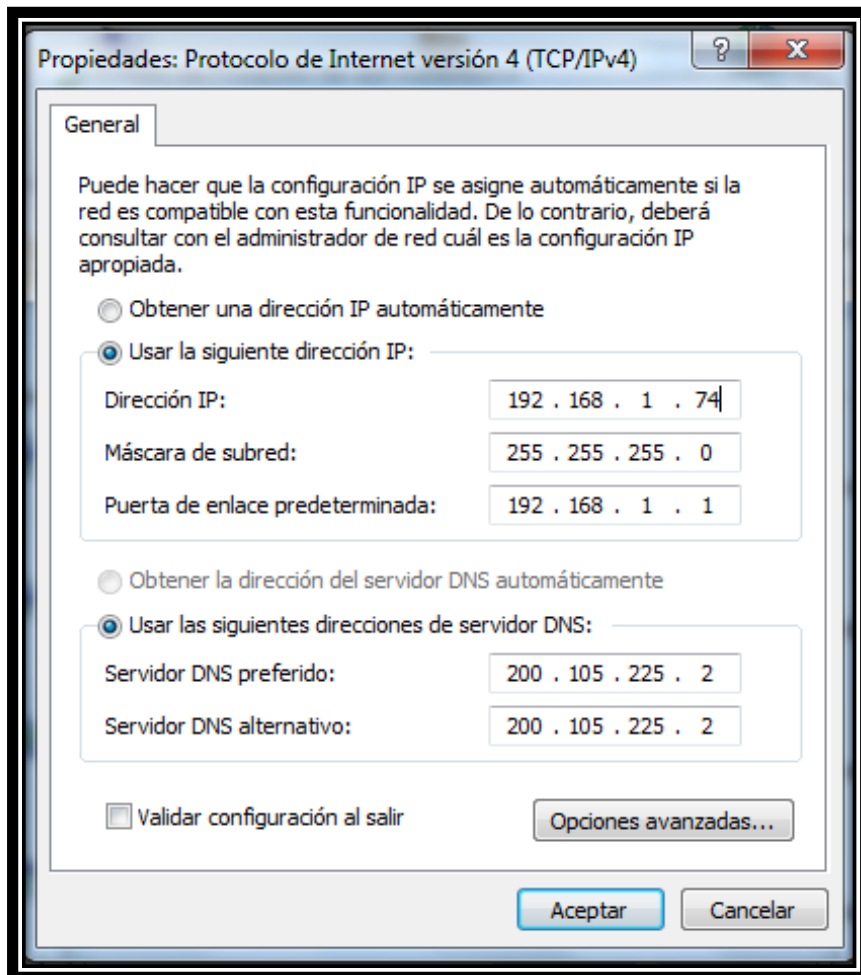 Propiedades: Protocolo de Internet versión 4 (TCP/IPv4)
General
Puede hacer que la configuración IP se asigne automáticamente si la
red es compatible con esta funcionalidad. De lo contrario, deberá
consultar con el administrador de red cuál es la configuración IP
apropiada.
Obtener una dirección IP automáticamente
Usar la siguiente dirección IP:
Dirección IP: 192 . 168 . 1 . 74
Máscara de subred: 255 . 255 . 255 . 0
Puerta de enlace predeterminada: 192 . 168 . 1 . 1
Obtener la dirección del servidor DNS automáticamente
Usar las siguientes direcciones de servidor DNS:
Servidor DNS preferido: 200 . 105 . 225 . 2
Servidor DNS alternativo: 200 . 105 . 225 . 2
Validar configuración al salir
Opciones avanzadas...
Aceptar Cancelar